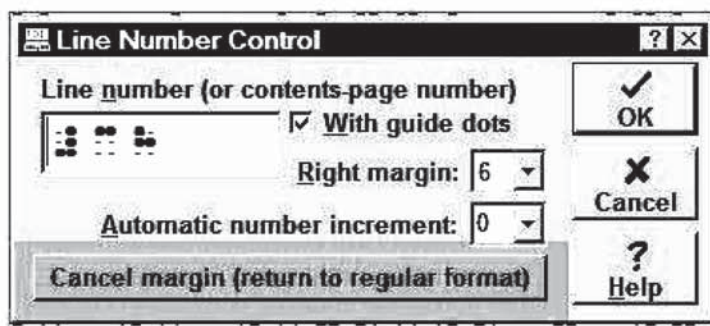 Line Number Control ? ×
Line number (or contents-page number)
⠼⠉⠓
With guide dots
Right margin: 6
Automatic number increment: 0
Cancel margin (return to regular format)
OK
Cancel
?
Help